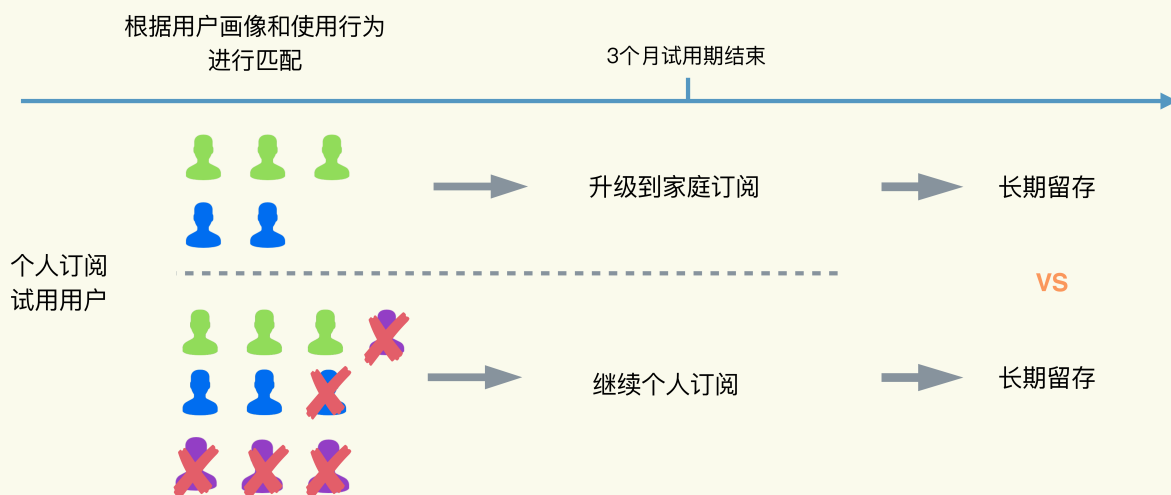 根据用户画像和使用行为
进行匹配
3个月试用期结束
升级到家庭订阅
长期留存
个人订阅
试用用户
VS
继续个人订阅
长期留存